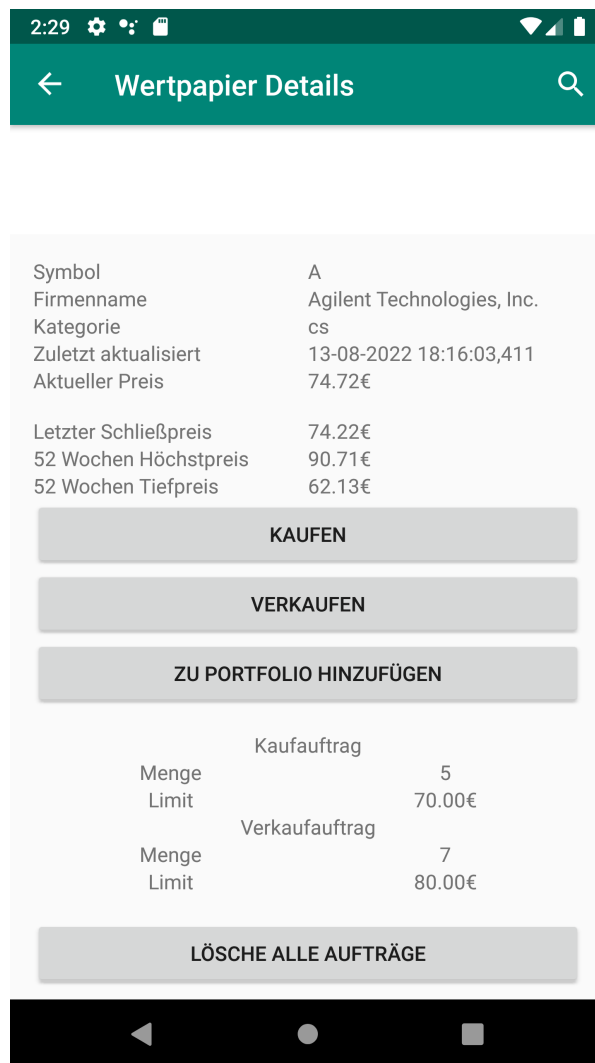 2:29
Wertpapier Details
Symbol A
Firmenname Agilent Technologies, Inc.
Kategorie cs
Zuletzt aktualisiert 13-08-2022 18:16:03,411
Aktueller Preis 74.72€
Letzter Schließpreis 74.22€
52 Wochen Höchstpreis 90.71€
52 Wochen Tiefpreis 62.13€
KAUFEN
VERKAUFEN
ZU PORTFOLIO HINZUFÜGEN
Kaufauftrag
Menge 5
Limit 70.00€
Verkaufauftrag
Menge 7
Limit 80.00€
LÖSCHE ALLE AUFTRÄGE